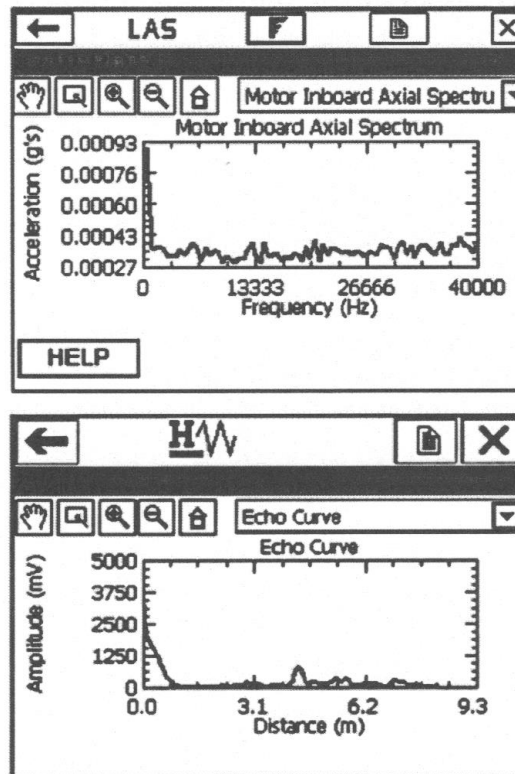 LAS
Motor Inboard Axial Spectru
Motor Inboard Axial Spectrum
Acceleration (g's)
0.00093
0.00076
0.00060
0.00043
0.00027
0 13333 26666 40000
Frequency (Hz)
HELP
H
Echo Curve
Echo Curve
Amplitude (mV)
5000
3750
2500
1250
0
0.0 3.1 6.2 9.3
Distance (m)